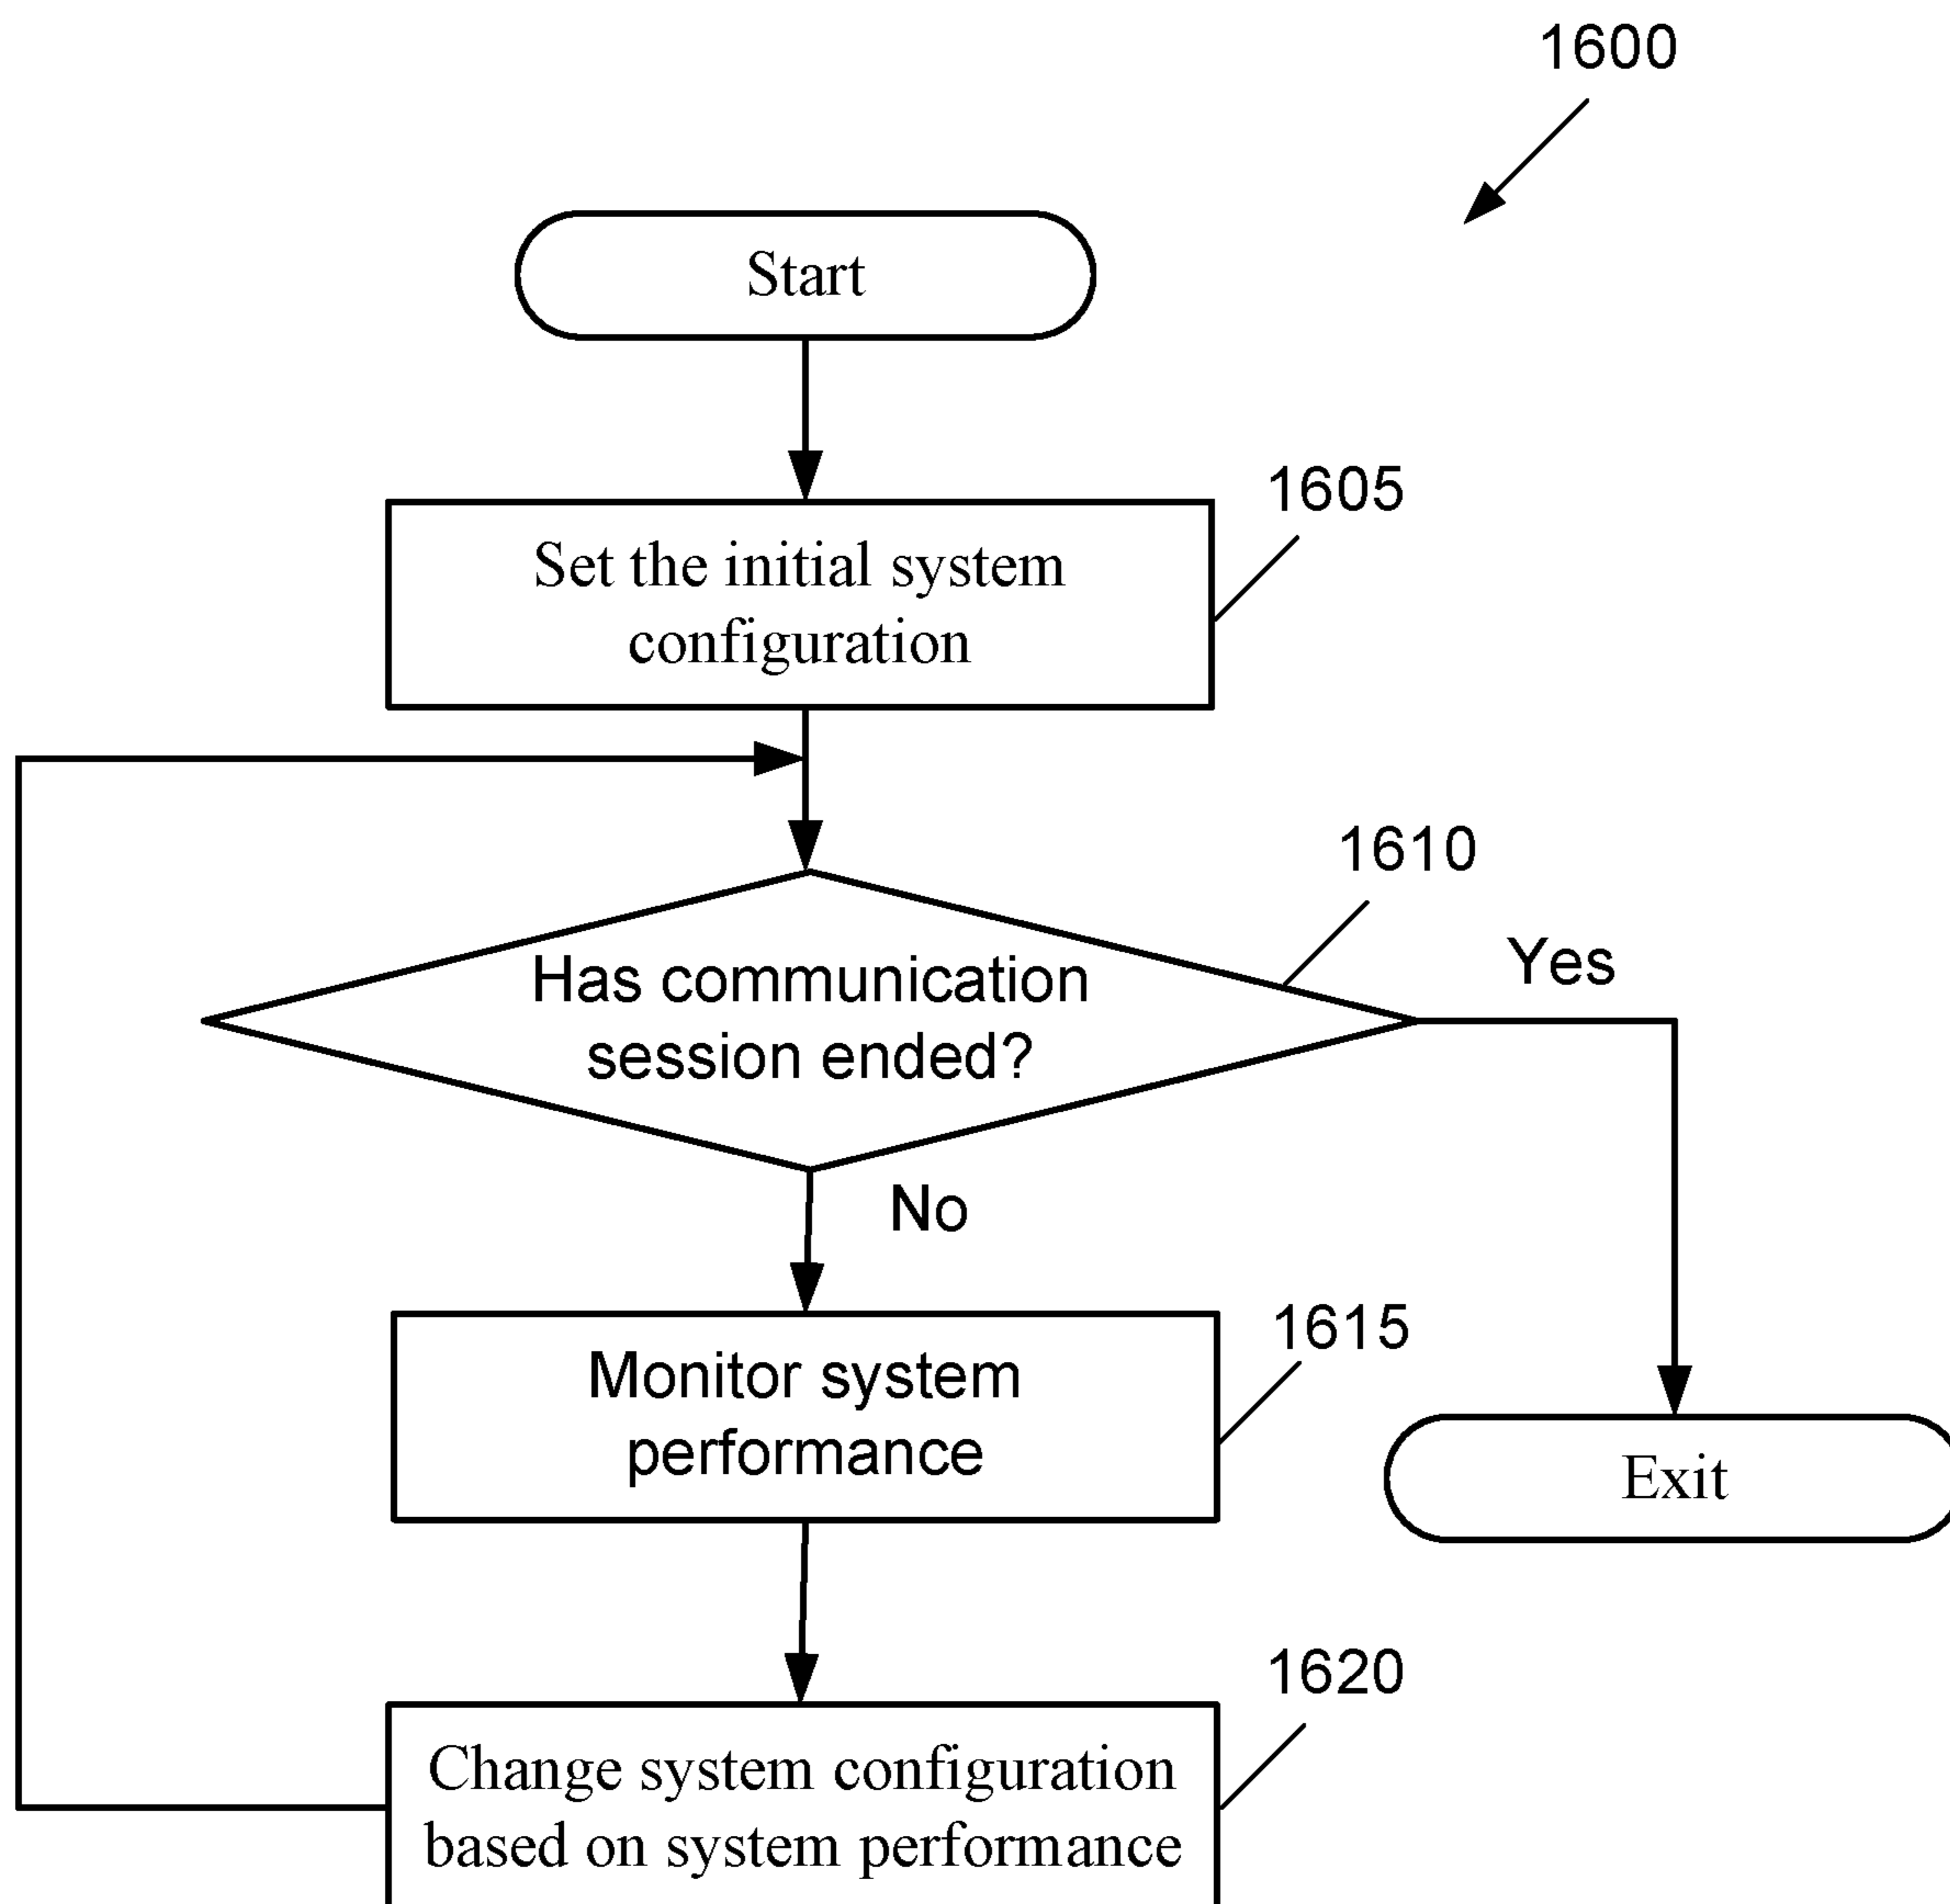 1600
Start
1605
Set the initial system
configuration
1610
Has communication
session ended?
Yes
No
1615
Monitor system
performance
Exit
1620
Change system configuration
based on system performance